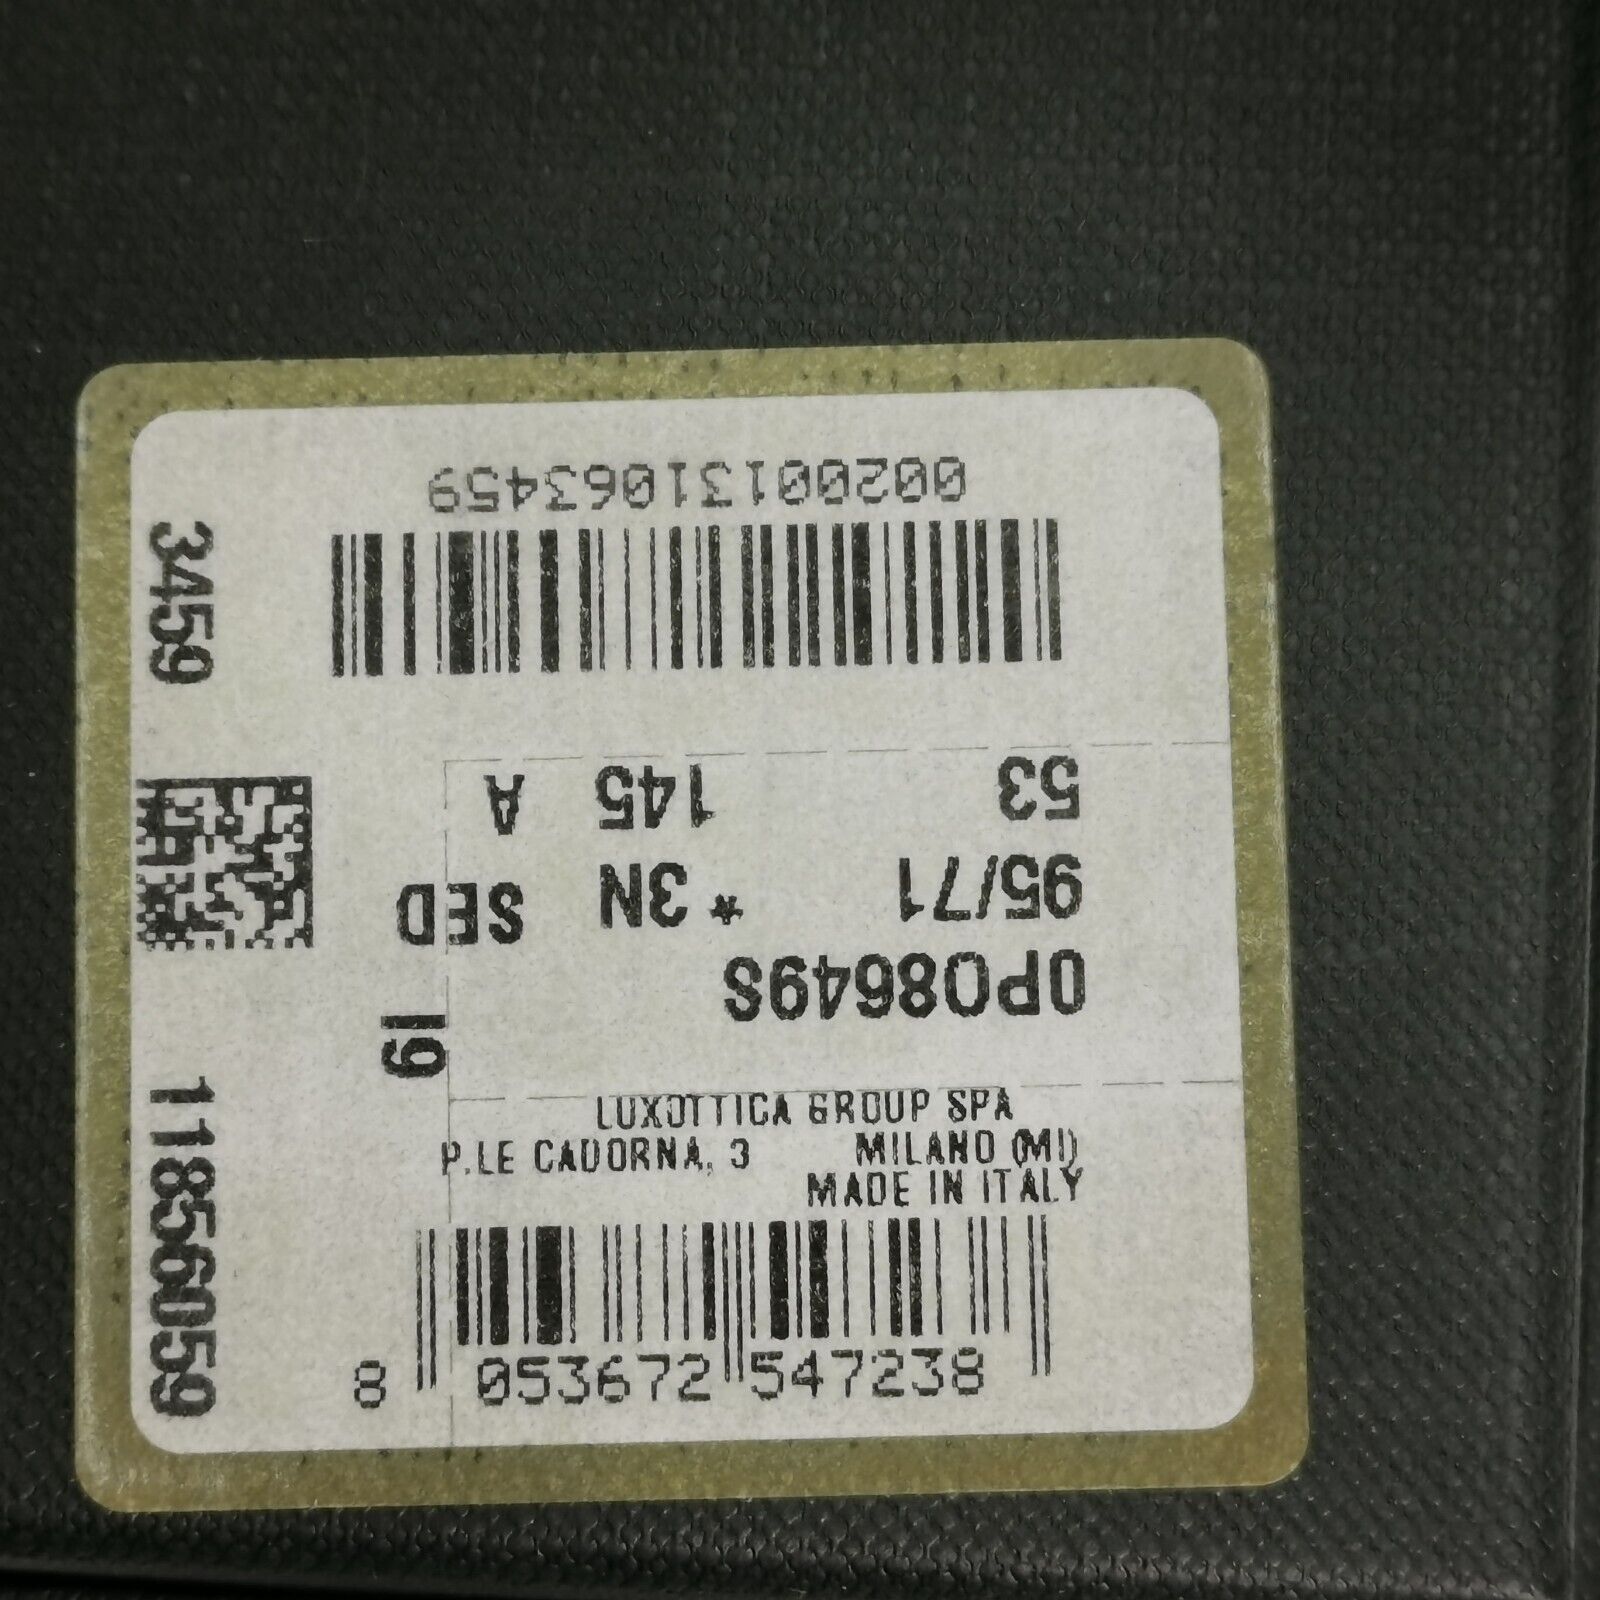 002001310634​59
3459
53 145 A
95/71 * 3N SED
0PO8649S
19
11856059
LUXOTTICA GROUP SPA
P.LE CADORNA, 3 MILANO (MI)
MADE IN ITALY
8 053672 547238